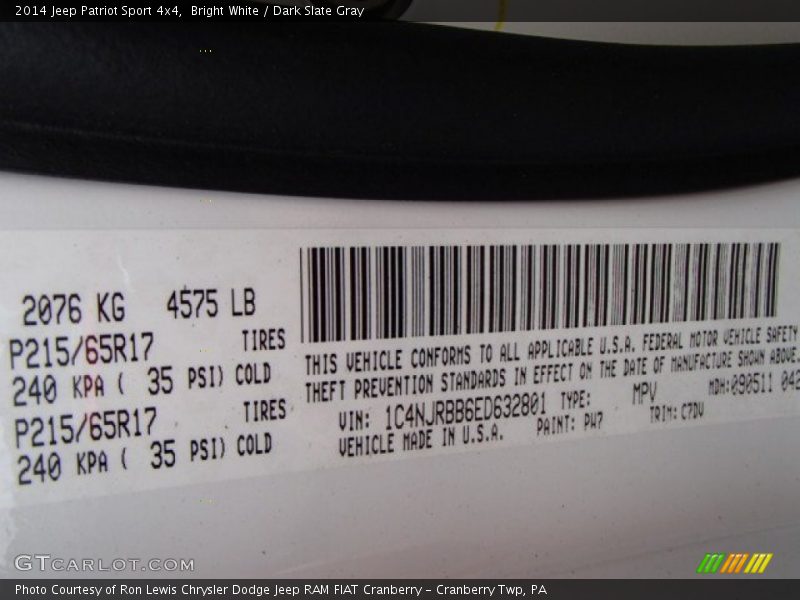 2014 Jeep Patriot Sport 4x4,  Bright White / Dark Slate Gray
2076 KG 4575 LB
P215/65R17 TIRES
240 KPA ( 35 PSI) COLD
P215/65R17 TIRES
240 KPA ( 35 PSI) COLD
THIS VEHICLE CONFORMS TO ALL APPLICABLE U.S.A. FEDERAL MOTOR VEHICLE SAFETY
THEFT PREVENTION STANDARDS IN EFFECT ON THE DATE OF MANUFACTURE SHOWN ABOVE.
VIN: 1C4NJRBB6ED632801 TYPE: MPV MDH:090511 042
VEHICLE MADE IN U.S.A. PAINT: PW7 TRIM:C7DV
GTCARLOT.COM
Photo Courtesy of Ron Lewis Chrysler Dodge Jeep RAM FIAT Cranberry – Cranberry Twp, PA